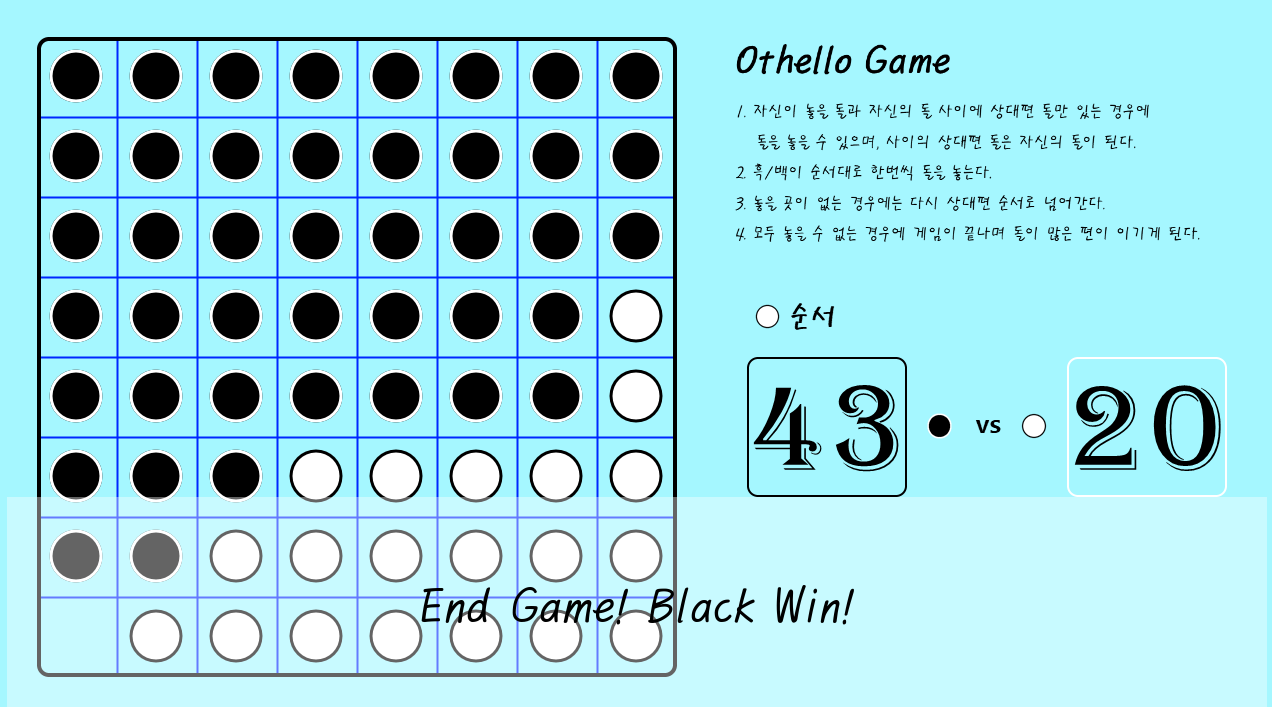 Othello Game
1. 자신이 놓을 돌과 자신의 돌 사이에 상대편 돌만 있는 경우에
돌을 놓을 수 있으며, 사이의 상대편 돌은 자신의 돌이 된다.
2. 흑/백이 순서대로 한번씩 돌을 놓는다.
3. 놓을 곳이 없는 경우에는 다시 상대편 순서로 넘어간다.
4. 모두 놓을 수 없는 경우에 게임이 끝나며 돌이 많은 편이 이기게 된다.
순서
43 vs 20
End Game! Black Win!